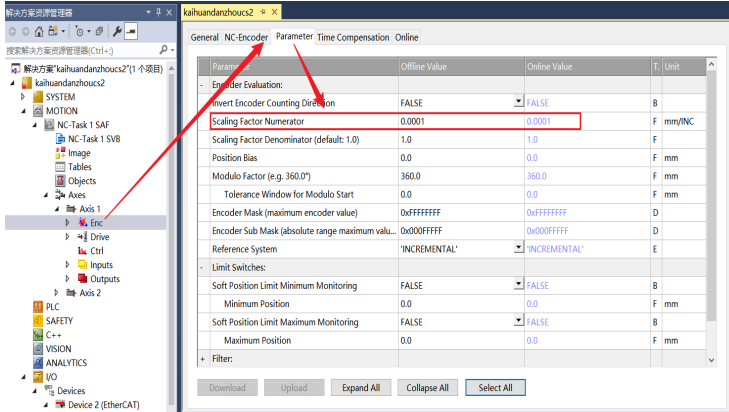 解决方案资源管理器
kaihuandanzhoucs2
搜索解决方案资源管理器(Ctrl+;)
解决方案"kaihuandanzhoucs2"(1 个项目)
kaihuandanzhoucs2
SYSTEM
MOTION
NC-Task 1 SAF
NC-Task 1 SVB
Image
Tables
Objects
Axes
Axis 1
Enc
Drive
Ctrl
Inputs
Outputs
Axis 2
PLC
SAFETY
C++
VISION
ANALYTICS
I/O
Devices
Device 2 (EtherCAT)
General NC-Encoder Parameter Time Compensation Online
Parameter Offline Value Online Value T. Unit
- Encoder Evaluation:
Invert Encoder Counting Direction FALSE FALSE B
Scaling Factor Numerator 0.0001 0.0001 F mm/INC
Scaling Factor Denominator (default: 1.0) 1.0 1.0 F
Position Bias 0.0 0.0 F mm
Modulo Factor (e.g. 360.0°) 360.0 360.0 F mm
Tolerance Window for Modulo Start 0.0 0.0 F mm
Encoder Mask (maximum encoder value) 0xFFFFFFFF 0xFFFFFFFF D
Encoder Sub Mask (absolute range maximum valu... 0x000FFFFF 0x000FFFFF D
Reference System 'INCREMENTAL' 'INCREMENTAL' E
- Limit Switches:
Soft Position Limit Minimum Monitoring FALSE FALSE B
Minimum Position 0.0 0.0 F mm
Soft Position Limit Maximum Monitoring FALSE FALSE B
Maximum Position 0.0 0.0 F mm
+ Filter:
Download Upload Expand All Collapse All Select All